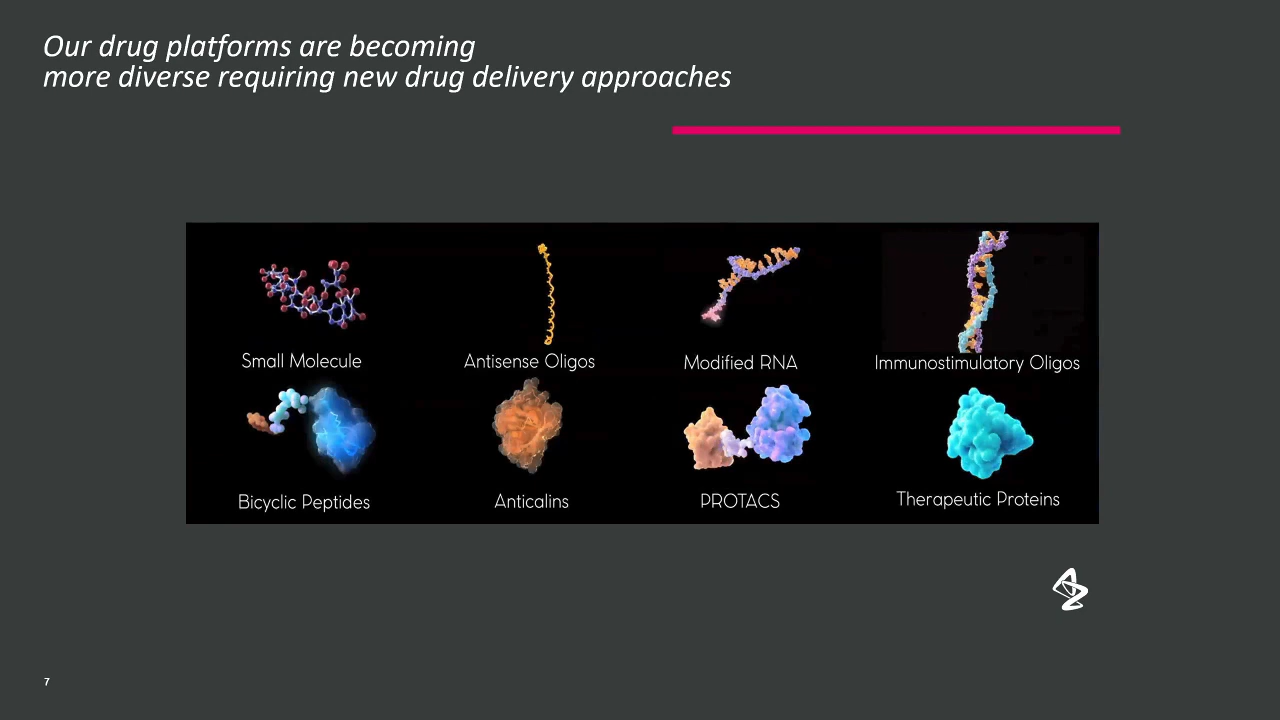 Our drug platforms are becoming
more diverse requiring new drug delivery approaches
Small Molecule
Antisense Oligos
Modified RNA
Immunostimulatory Oligos
Bicyclic Peptides
Anticalins
PROTACS
Therapeutic Proteins
7